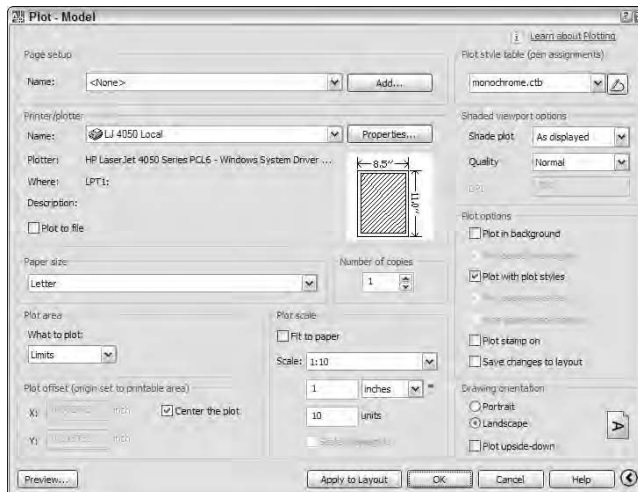 Plot - Model
i Learn about Plotting
Page setup
Name: <None> Add...
Plot style table (pen assignments)
monochrome.ctb
Printer/plotter
Name: LJ 4050 Local Properties...
Plotter: HP LaserJet 4050 Series PCL6 - Windows System Driver ...
Where: LPT1:
Description:
Plot to file
8.5"
11.0"
Shaded viewport options
Shade plot As displayed
Quality Normal
DPI
Paper size
Letter
Number of copies
1
Plot options
Plot in background
Plot with plot styles
Plot stamp on
Save changes to layout
Plot area
What to plot:
Limits
Plot scale
Fit to paper
Scale: 1:10
1 inches =
10 units
Plot offset (origin set to printable area)
X: inch Center the plot
Y: inch
Drawing orientation
Portrait
Landscape
Plot upside-down
A
Preview... Apply to Layout OK Cancel Help